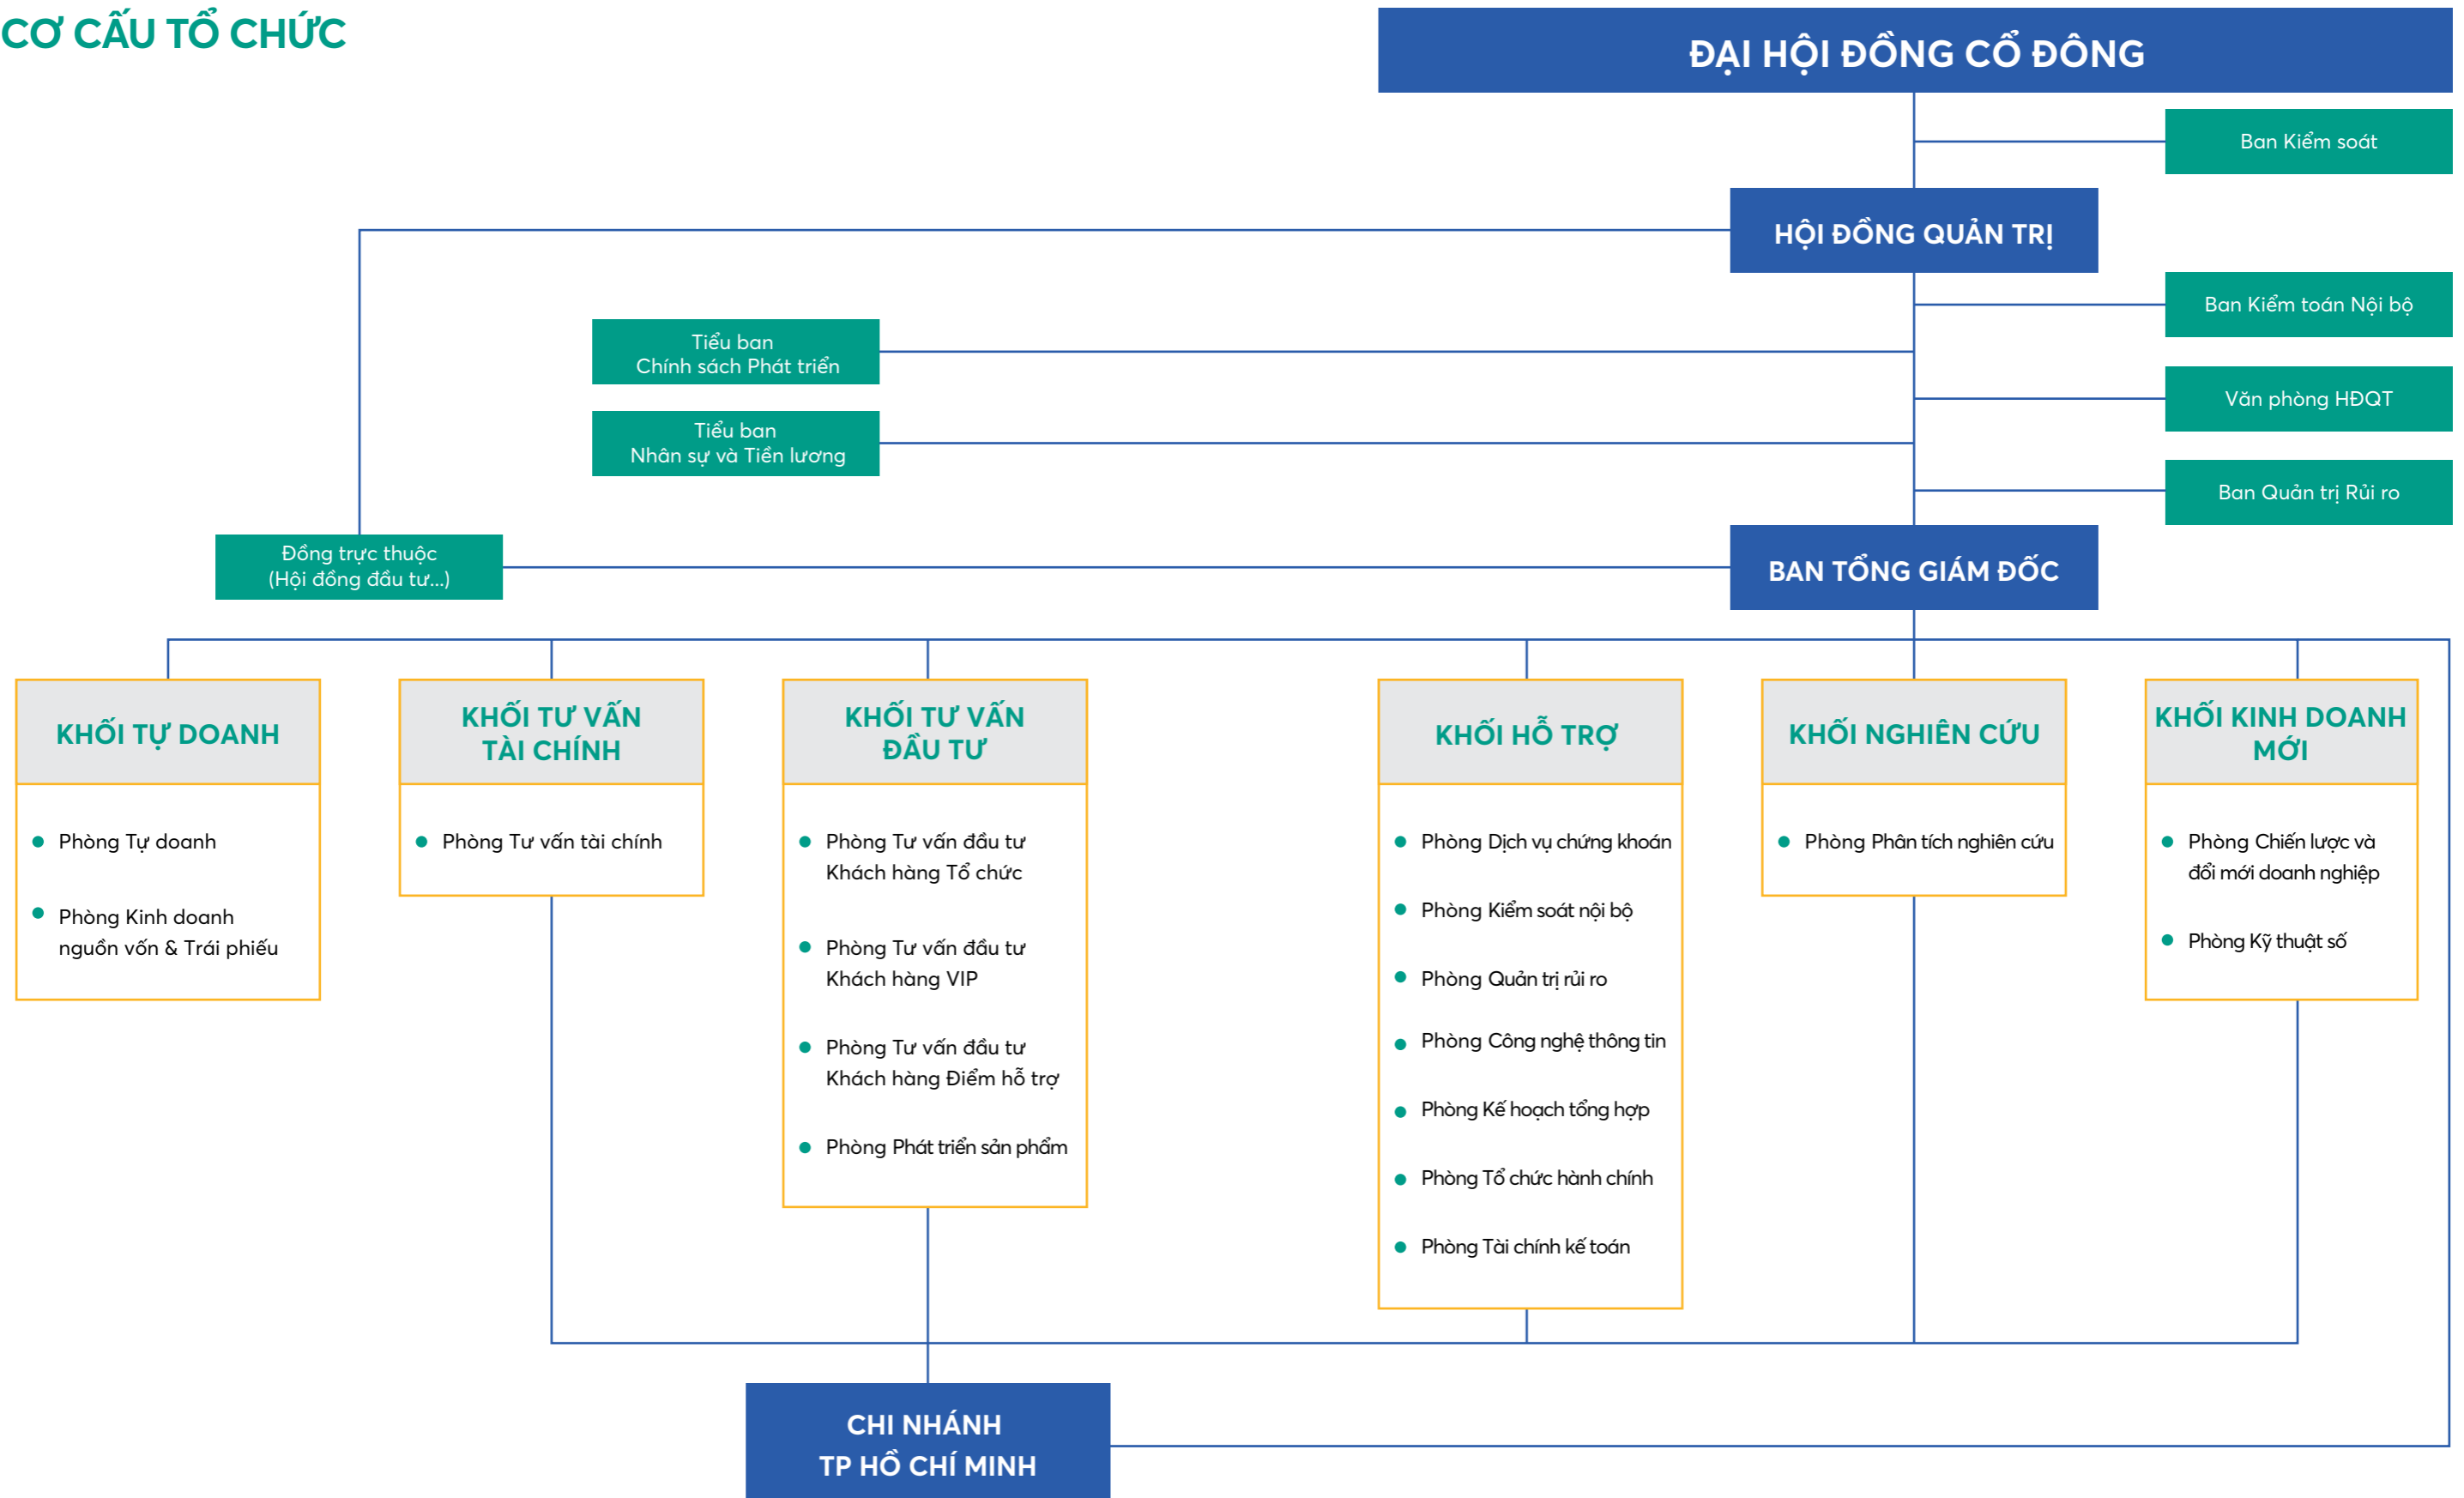 CƠ CẤU TỔ CHỨC
ĐẠI HỘI ĐỒNG CỔ ĐÔNG
Ban Kiểm soát
HỘI ĐỒNG QUẢN TRỊ
Ban Kiểm toán Nội bộ
Tiểu ban
Chính sách Phát triển
Văn phòng HĐQT
Tiểu ban
Nhân sự và Tiền lương
Ban Quản trị Rủi ro
Đồng trực thuộc
(Hội đồng đầu tư...)
BAN TỔNG GIÁM ĐỐC
KHỐI TỰ DOANH
Phòng Tự doanh
Phòng Kinh doanh
nguồn vốn & Trái phiếu
KHỐI TƯ VẤN
TÀI CHÍNH
Phòng Tư vấn tài chính
KHỐI TƯ VẤN
ĐẦU TƯ
Phòng Tư vấn đầu tư
Khách hàng Tổ chức
Phòng Tư vấn đầu tư
Khách hàng VIP
Phòng Tư vấn đầu tư
Khách hàng Điểm hỗ trợ
Phòng Phát triển sản phẩm
KHỐI HỖ TRỢ
Phòng Dịch vụ chứng khoán
Phòng Kiểm soát nội bộ
Phòng Quản trị rủi ro
Phòng Công nghệ thông tin
Phòng Kế hoạch tổng hợp
Phòng Tổ chức hành chính
Phòng Tài chính kế toán
KHỐI NGHIÊN CỨU
Phòng Phân tích nghiên cứu
KHỐI KINH DOANH
MỚI
Phòng Chiến lược và
đổi mới doanh nghiệp
Phòng Kỹ thuật số
CHI NHÁNH
TP HỒ CHÍ MINH